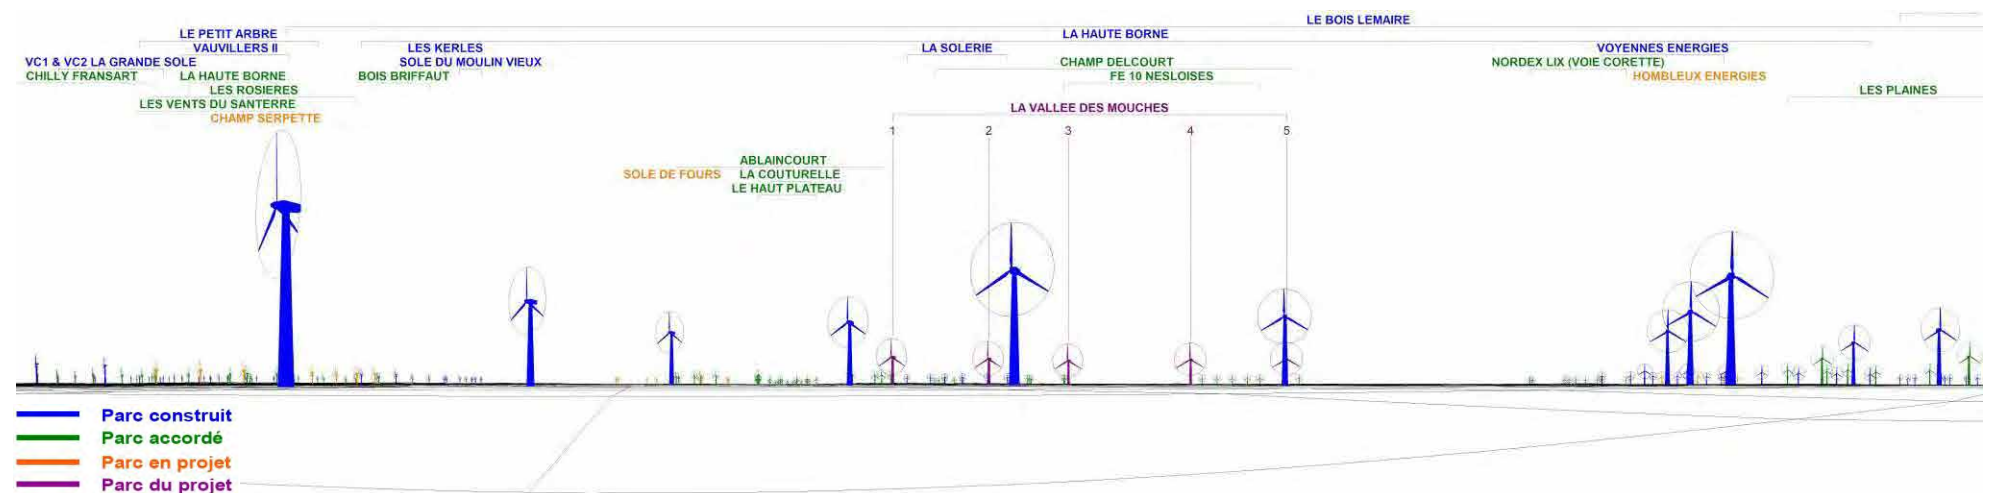 LE BOIS LEMAIRE
LE PETIT ARBRE
LA HAUTE BORNE
VAUVILLERS II
LES KERLES
LA SOLERIE
VOYENNES ENERGIES
VC1 & VC2 LA GRANDE SOLE
SOLE DU MOULIN VIEUX
CHAMP DELCOURT
NORDEX LIX (VOIE CORETTE)
CHILLY FRANSART
LA HAUTE BORNE
BOIS BRIFFAUT
FE 10 NESLOISES
HOMBLEUX ENERGIES
LES ROSIERES
LES PLAINES
LES VENTS DU SANTERRE
LA VALLEE DES MOUCHES
CHAMP SERPETTE
1 2 3 4 5
ABLAINCOURT
SOLE DE FOURS
LA COUTURELLE
LE HAUT PLATEAU
Parc construit
Parc accordé
Parc en projet
Parc du projet